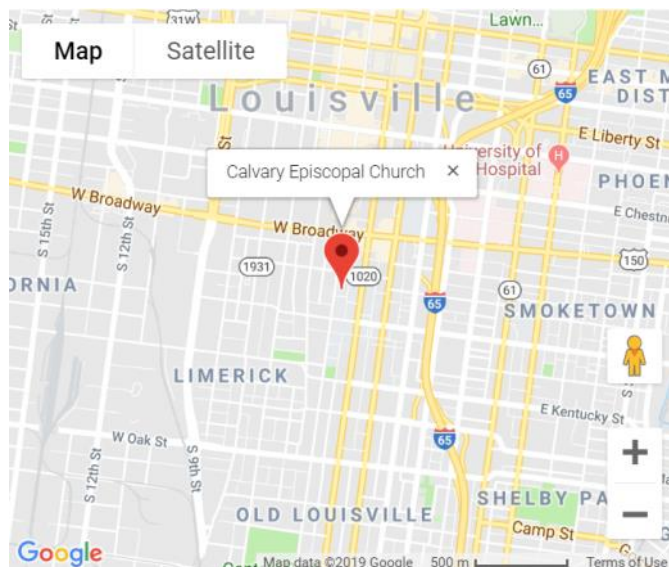 31W
Lawn...
Map
Satellite
61
EAST M
DIST
65
Louisville
E Liberty St
University of
Hospital
H
PHOEN
Calvary Episcopal Church ×
E Chestn
W Broadway
W Broadway
150
S 15th St
S 12th St
1931
1020
ORNIA
65
61
SMOKETOWN
LIMERICK
E Kentucky St
W Oak St
65
S 12th St
S 9th St
SHELBY PA
OLD LOUISVILLE
Camp St
Google
Map data ©2019 Google
500 m
Terms of Use